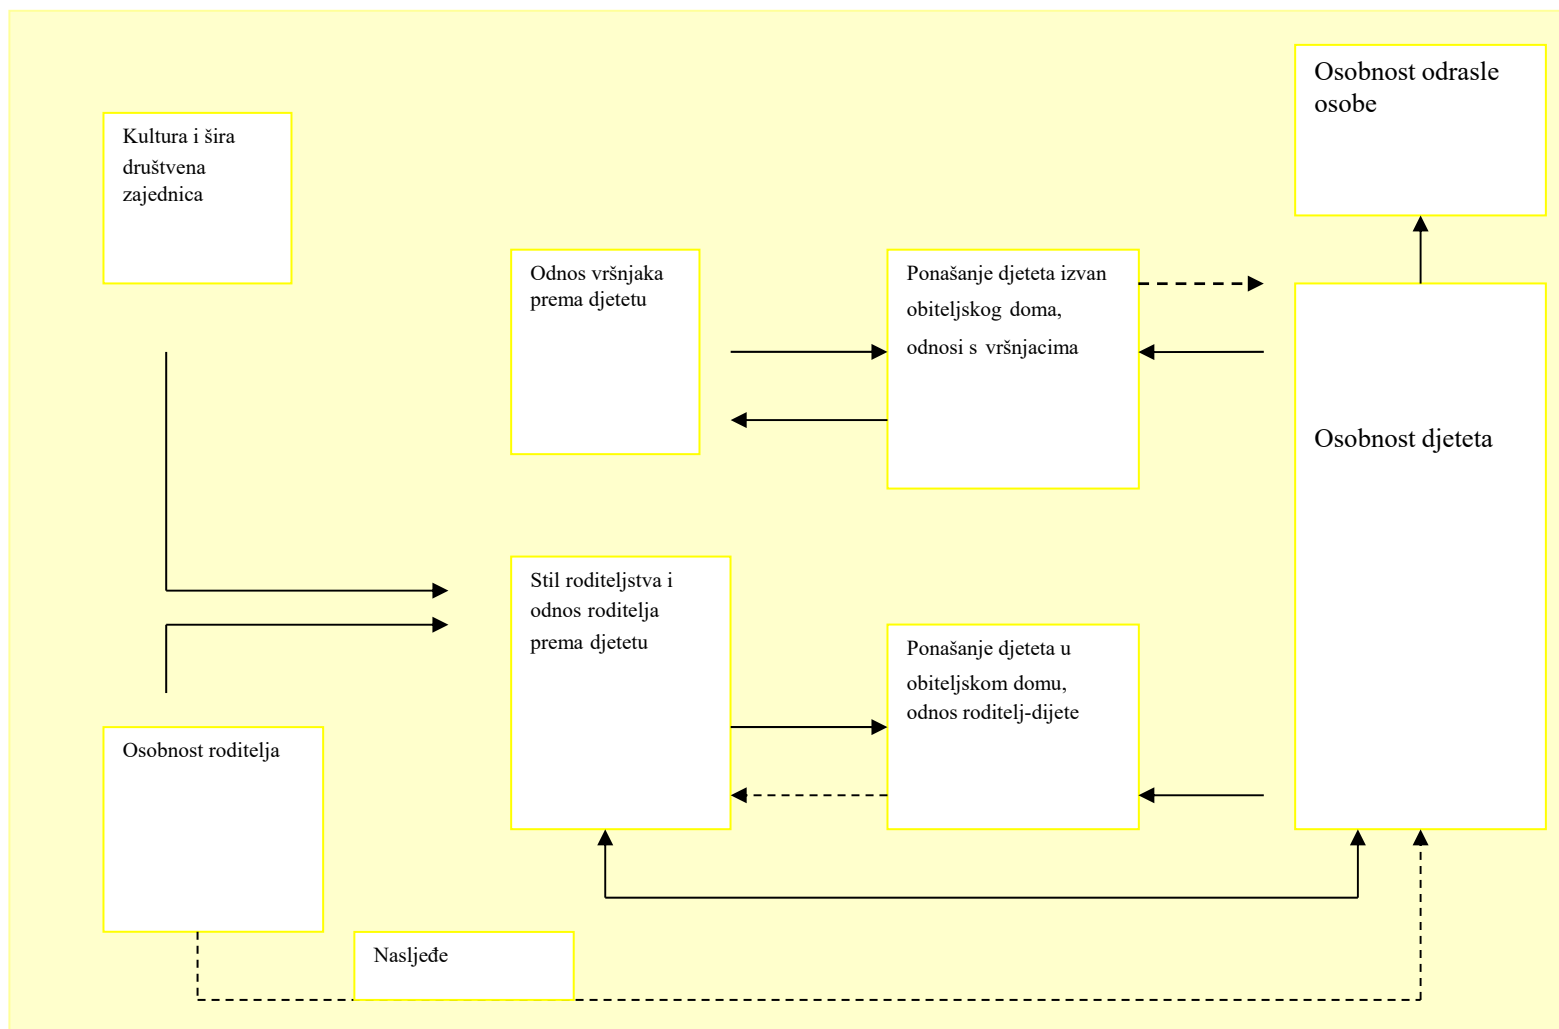 Osobnost odrasle
osobe
Kultura i šira
društvena
zajednica
Odnos vršnjaka
prema djetetu
Ponašanje djeteta izvan
obiteljskog doma,
odnosi s vršnjacima
Osobnost djeteta
Stil roditeljstva i
odnos roditelja
prema djetetu
Ponašanje djeteta u
obiteljskom domu,
odnos roditelj-dijete
Osobnost roditelja
Nasljeđe